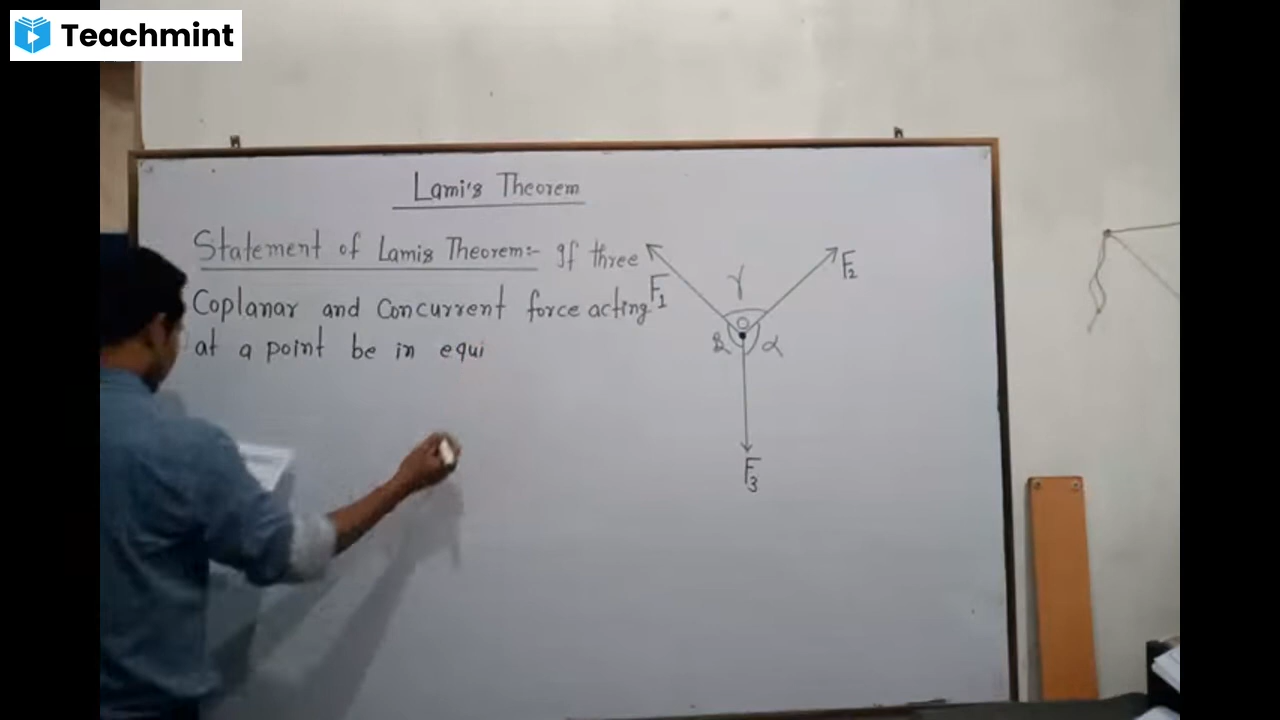 Teachmint
Lami's Theorem
Statement of Lamis Theorem:- If three
Coplanar and Concurrent force acting
at a point be in equi
F1
F2
γ
O
β
α
F3